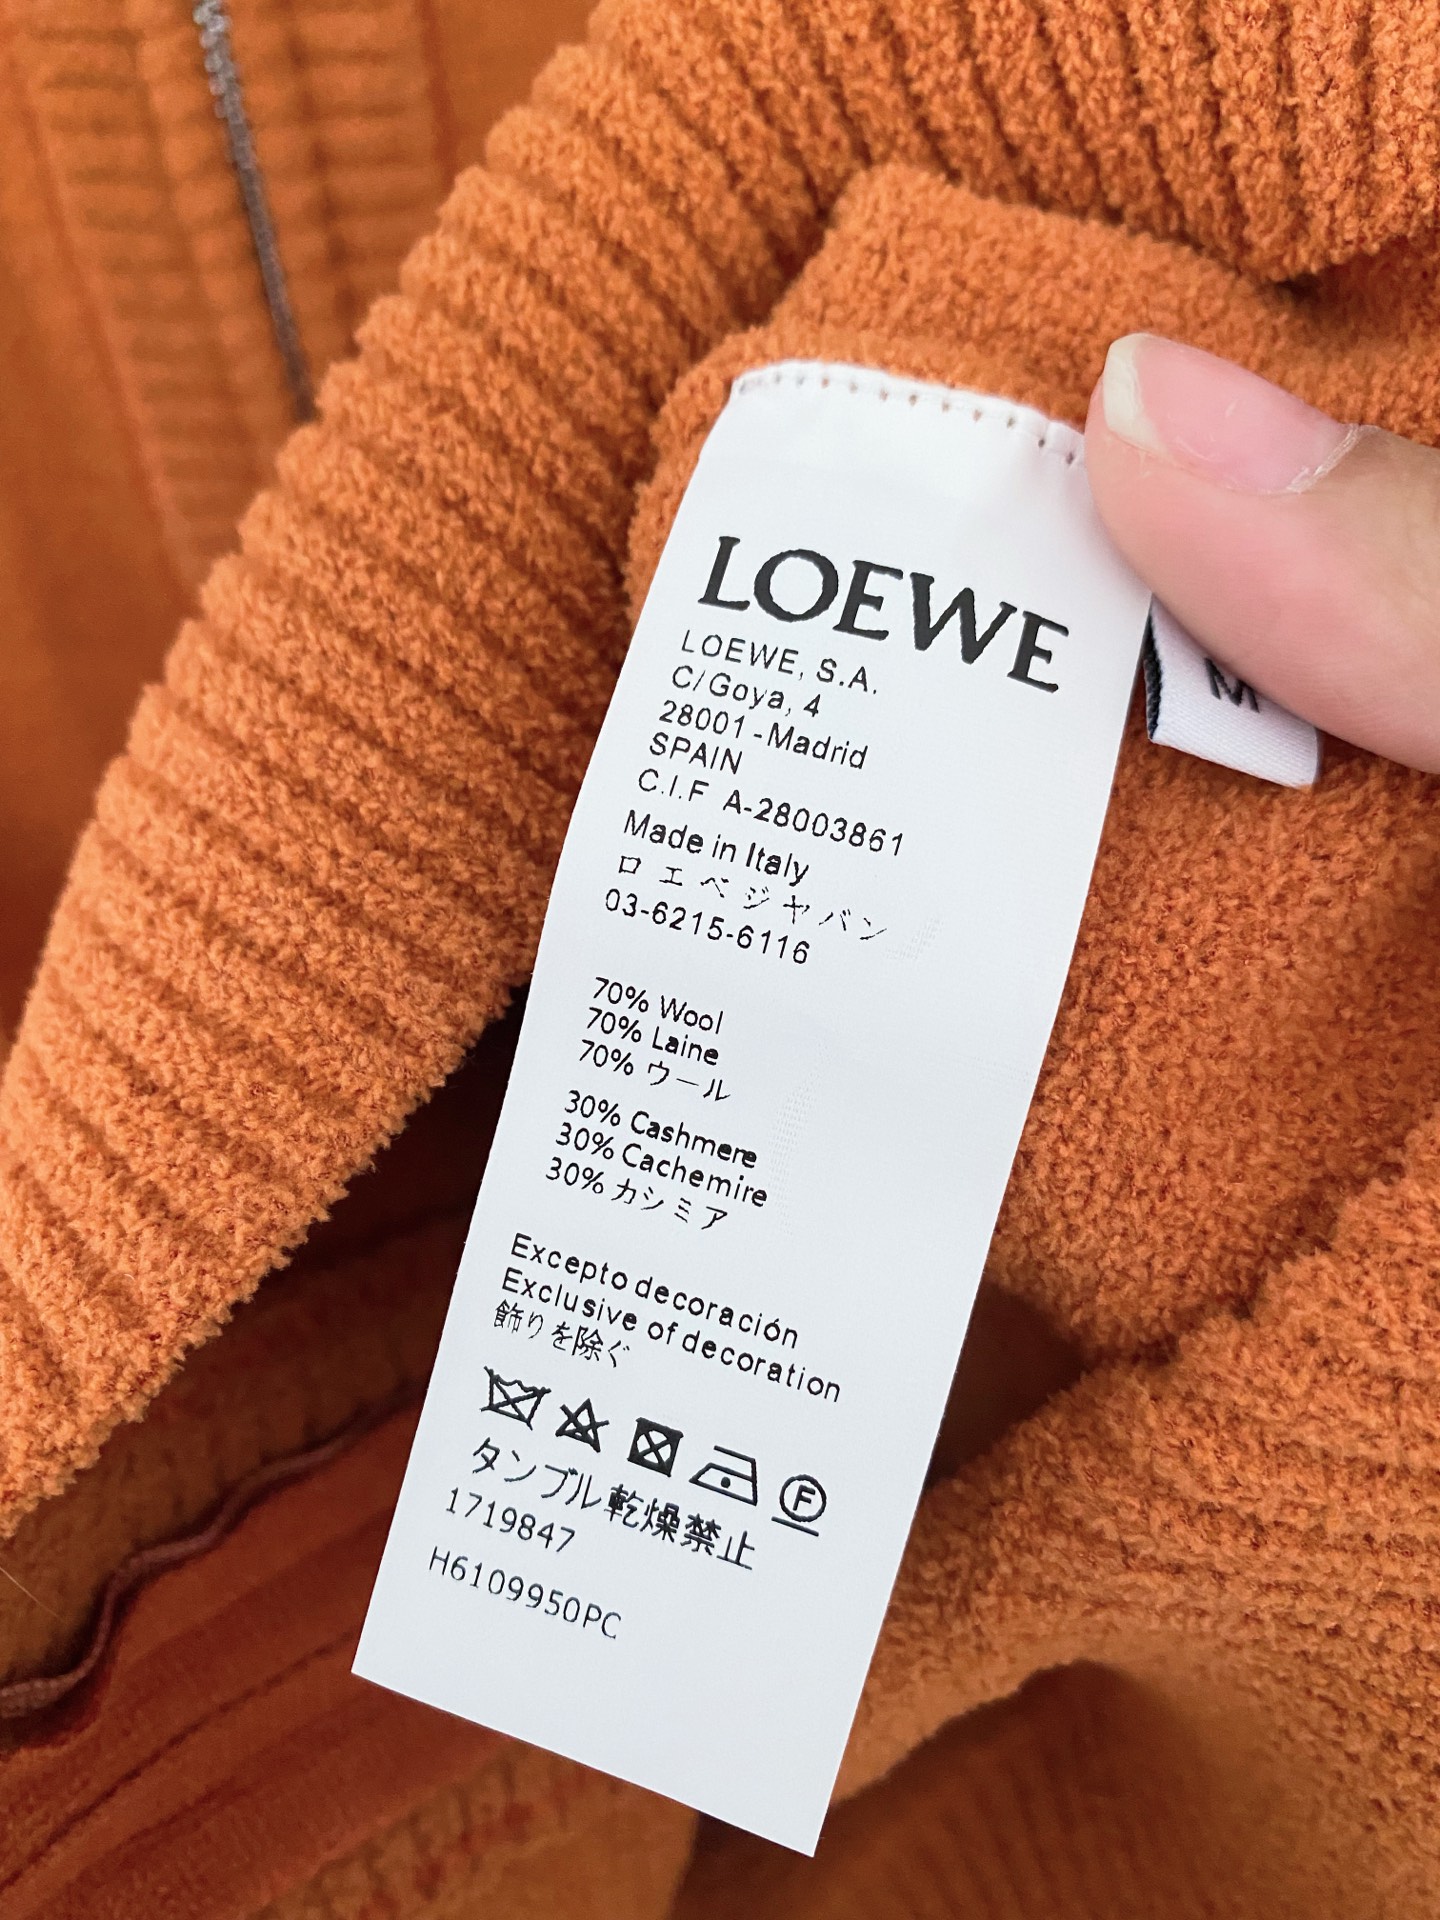 LOEWE
LOEWE, S.A.
C/Goya, 4
28001-Madrid
SPAIN
C.I.F A-28003861
Made in Italy
ロエベジャバン
03-6215-6116
70% Wool
70% Laine
70% ウール
30% Cashmere
30% Cachemire
30% カシミア
Excepto decoración
Exclusive of decoration
飾りを除ぐ
F
タンブル乾燥禁止
1719847
H6109950PC
M